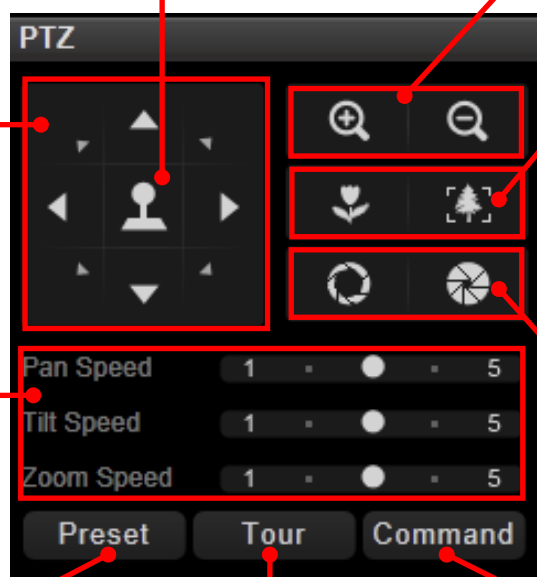 PTZ
Pan Speed 1 5
Tilt Speed 1 5
Zoom Speed 1 5
Preset Tour Command